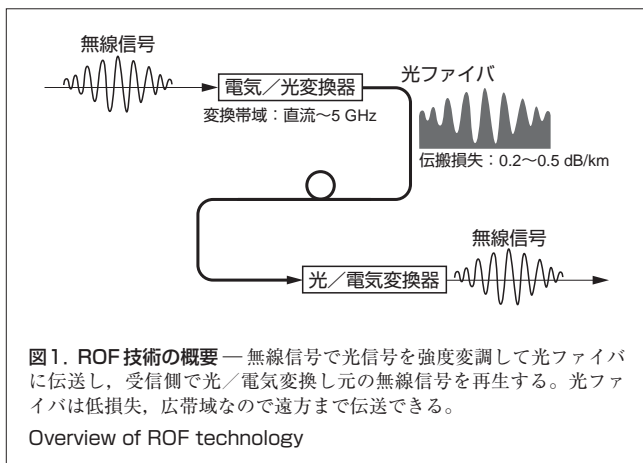 無線信号
電気／光変換器
変換帯域：直流～5 GHz
光ファイバ
伝搬損失：0.2～0.5 dB/km
無線信号
光／電気変換器
図1. ROF技術の概要 — 無線信号で光信号を強度変調して光ファイバ
に伝送し，受信側で光／電気変換し元の無線信号を再生する。光ファ
イバは低損失，広帯域なので遠方まで伝送できる。
Overview of ROF technology